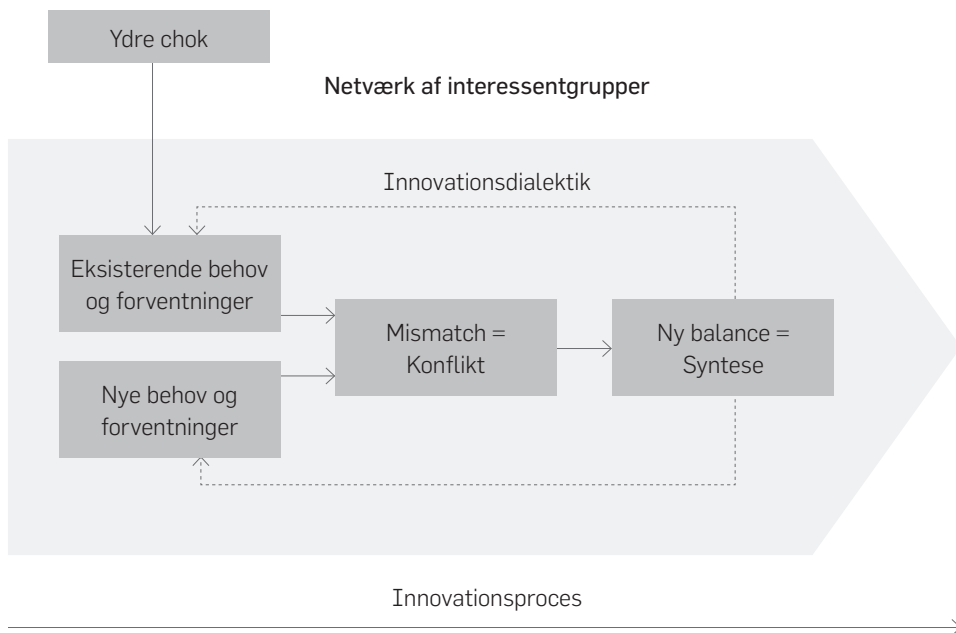 Ydre chok
Netværk af interessentgrupper
Innovationsdialektik
Eksisterende behov
og forventninger
Mismatch =
Konflikt
Ny balance =
Syntese
Nye behov og
forventninger
Innovationsproces